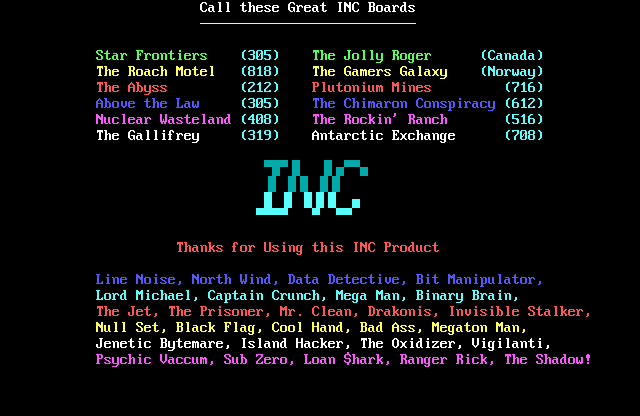 Call these Great INC Boards
Star Frontiers (305) The Jolly Roger (Canada)
The Roach Motel (818) The Gamers Galaxy (Norway)
The Abyss (212) Plutonium Mines (716)
Above the Law (305) The Chimaron Conspiracy (612)
Nuclear Wasteland (408) The Rockin' Ranch (516)
The Gallifrey (319) Antarctic Exchange (708)
INC
Thanks for Using this INC Product
Line Noise, North Wind, Data Detective, Bit Manipulator,
Lord Michael, Captain Crunch, Mega Man, Binary Brain,
The Jet, The Prisoner, Mr. Clean, Drakonis, Invisible Stalker,
Null Set, Black Flag, Cool Hand, Bad Ass, Megaton Man,
Jenetic Bytemare, Island Hacker, The Oxidizer, Vigilanti,
Psychic Vaccum, Sub Zero, Loan $hark, Ranger Rick, The Shadow!